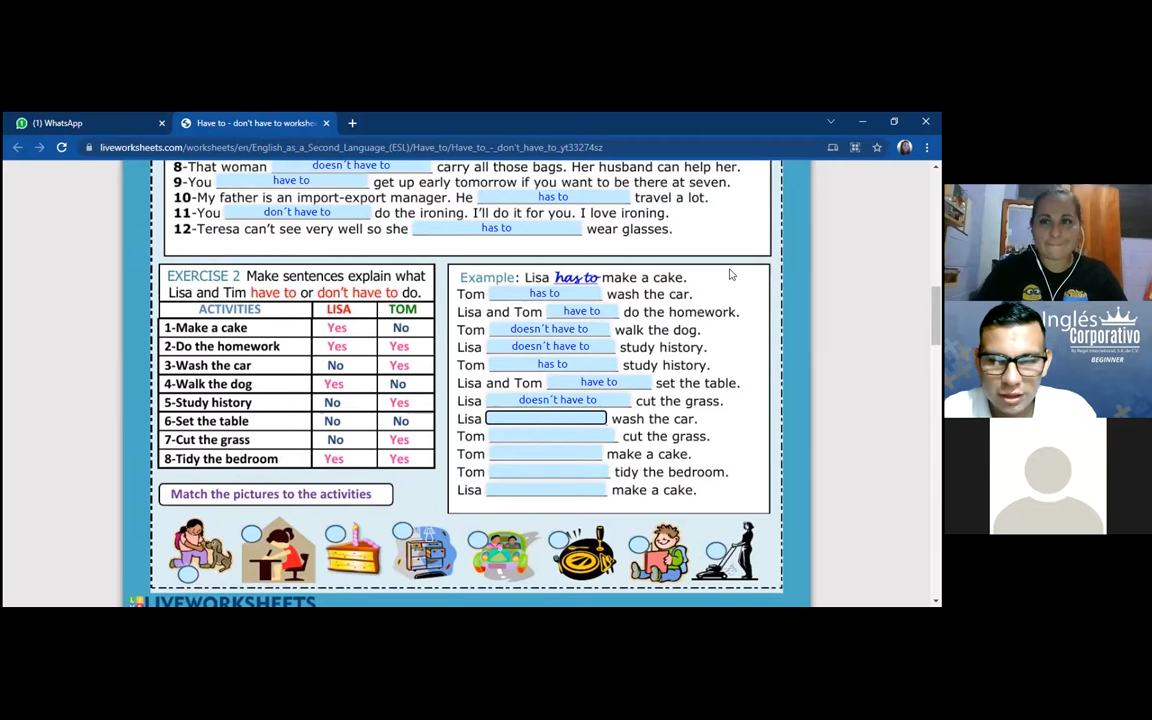 (1) WhatsApp
Have to - don't have to workshe
liveworksheets.com/worksheets/en/English_as_a_Second_Language_(ESL)/Have_to/Have_to_-_don't_have_to_yt33274sz
8-That woman doesn´t have to carry all those bags. Her husband can help her.
9-You have to get up early tomorrow if you want to be there at seven.
10-My father is an import-export manager. He has to travel a lot.
11-You don´t have to do the ironing. I'll do it for you. I love ironing.
12-Teresa can't see very well so she has to wear glasses.
EXERCISE 2 Make sentences explain what
Lisa and Tim have to or don't have to do.
ACTIVITIES LISA TOM
1-Make a cake Yes No
2-Do the homework Yes Yes
3-Wash the car No Yes
4-Walk the dog Yes No
5-Study history No Yes
6-Set the table No No
7-Cut the grass No Yes
8-Tidy the bedroom Yes Yes
Match the pictures to the activities
Example: Lisa has to make a cake.
Tom has to wash the car.
Lisa and Tom have to do the homework.
Tom doesn´t have to walk the dog.
Lisa doesn´t have to study history.
Tom has to study history.
Lisa and Tom have to set the table.
Lisa doesn´t have to cut the grass.
Lisa wash the car.
Tom cut the grass.
Tom make a cake.
Tom tidy the bedroom.
Lisa make a cake.
LIVEWORKSHEETS
Inglés
Corporativo
By Regal International, S.A. de C.V.
BEGINNER